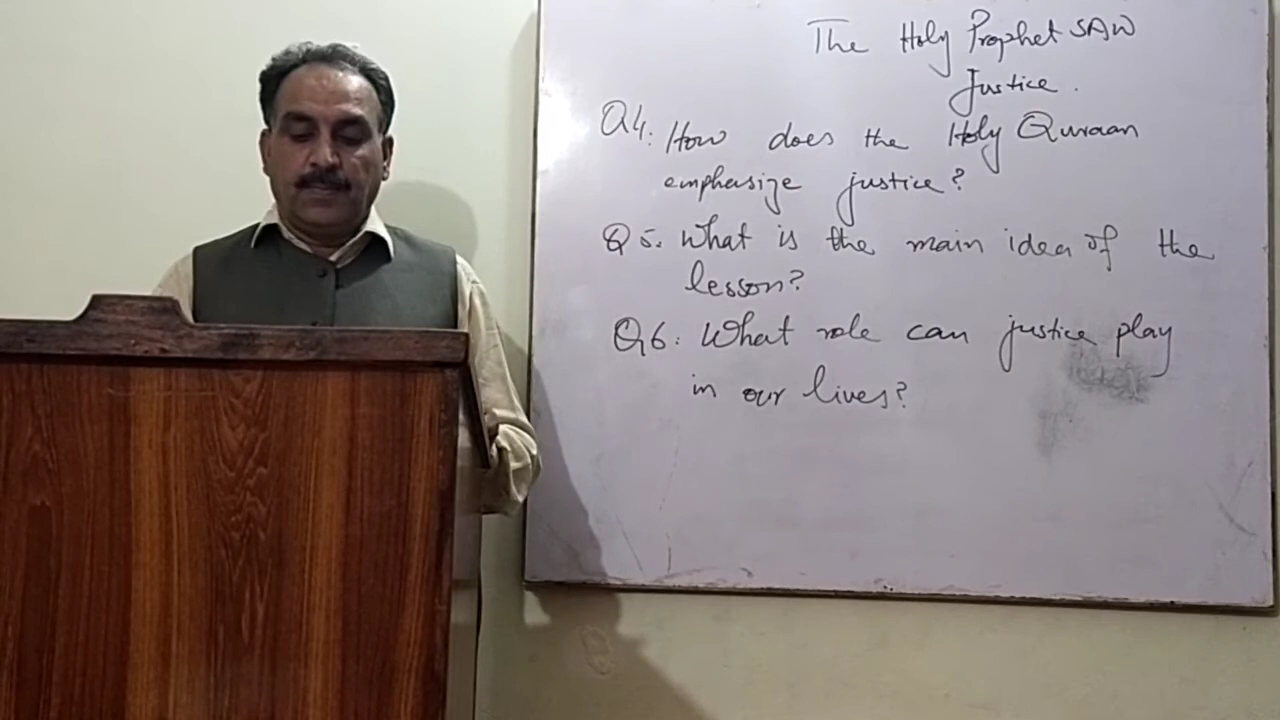 The Holy Prophet SAW
Justice.
Q4. How does the Holy Quraan
emphasize justice?
Q5. What is the main idea of the
lesson?
Q6. What role can justice play
in our lives?